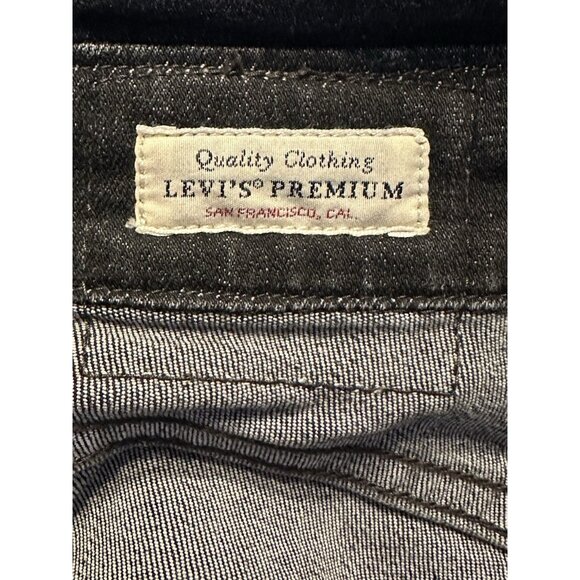 Quality Clothing
LEVI'S® PREMIUM
SAN FRANCISCO, CAL.